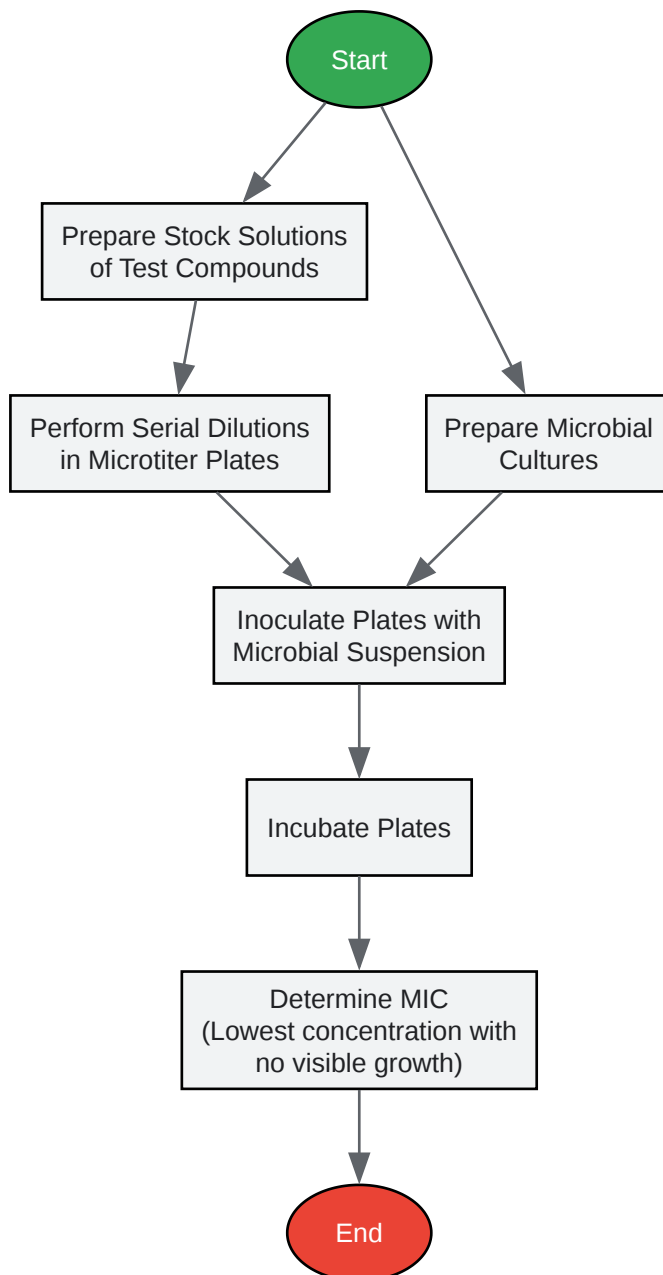 Start
Prepare Stock Solutions
of Test Compounds
Perform Serial Dilutions
in Microtiter Plates
Prepare Microbial
Cultures
Inoculate Plates with
Microbial Suspension
Incubate Plates
Determine MIC
(Lowest concentration with
no visible growth)
End